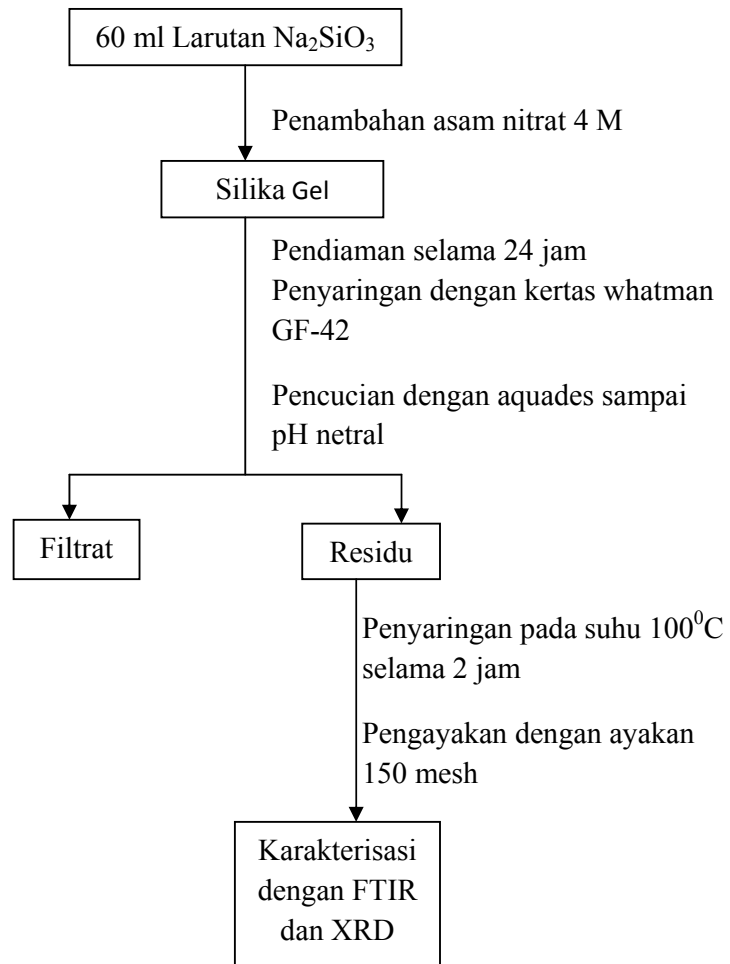 60 ml Larutan Na₂SiO₃
Penambahan asam nitrat 4 M
Silika Gel
Pendiaman selama 24 jam
Penyaringan dengan kertas whatman
GF-42
Pencucian dengan aquades sampai
pH netral
Filtrat
Residu
Penyaringan pada suhu 100⁰C
selama 2 jam
Pengayakan dengan ayakan
150 mesh
Karakterisasi
dengan FTIR
dan XRD